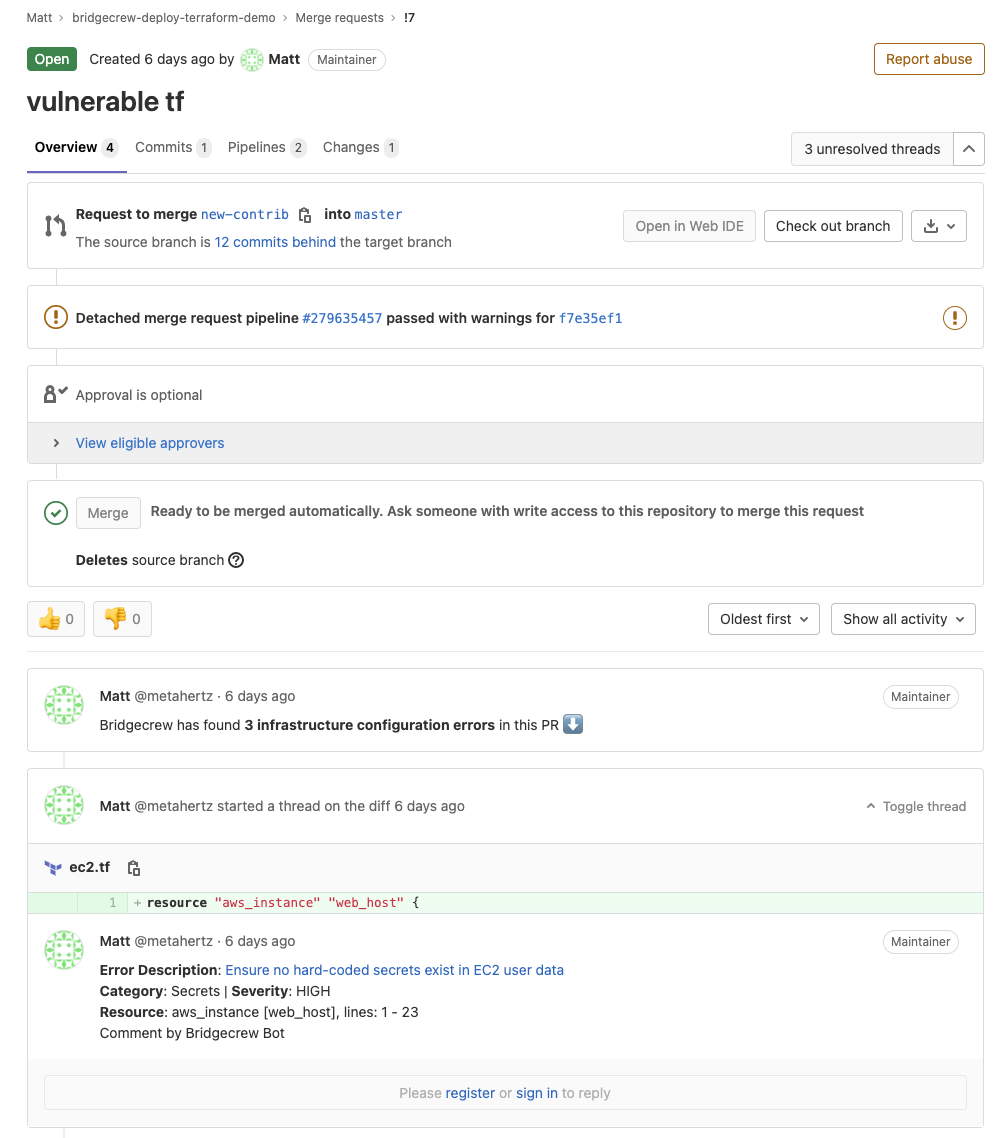 Matt > bridgecrew-deploy-terraform-demo > Merge requests > !7
Open Created 6 days ago by Matt Maintainer Report abuse
vulnerable tf
Overview 4 Commits 1 Pipelines 2 Changes 1 3 unresolved threads
Request to merge new-contrib into master
The source branch is 12 commits behind the target branch
Open in Web IDE Check out branch
Detached merge request pipeline #279635457 passed with warnings for f7e35ef1
Approval is optional
View eligible approvers
Merge Ready to be merged automatically. Ask someone with write access to this repository to merge this request
Deletes source branch
0 0 Oldest first Show all activity
Matt @metahertz · 6 days ago Maintainer
Bridgecrew has found 3 infrastructure configuration errors in this PR
Matt @metahertz started a thread on the diff 6 days ago Toggle thread
ec2.tf
1 + resource "aws_instance" "web_host" {
Matt @metahertz · 6 days ago Maintainer
Error Description: Ensure no hard-coded secrets exist in EC2 user data
Category: Secrets | Severity: HIGH
Resource: aws_instance [web_host], lines: 1 - 23
Comment by Bridgecrew Bot
Please register or sign in to reply